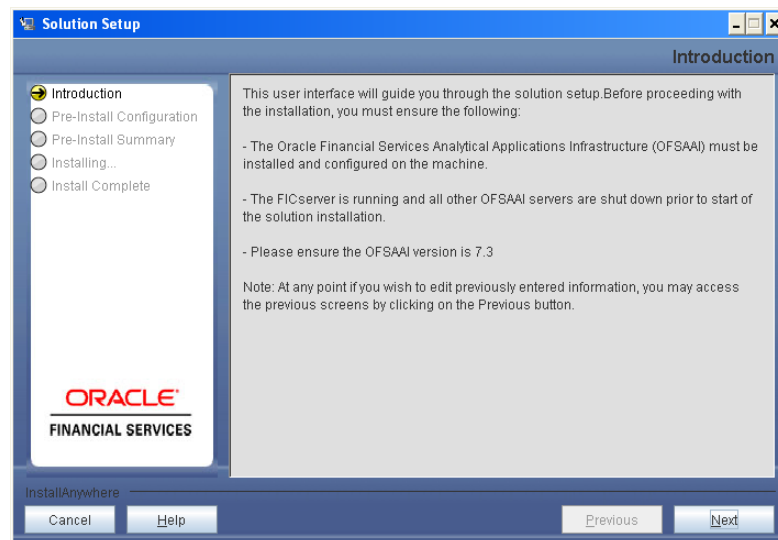 Solution Setup
Introduction
Introduction
Pre-Install Configuration
Pre-Install Summary
Installing...
Install Complete
This user interface will guide you through the solution setup.Before proceeding with
the installation, you must ensure the following:
- The Oracle Financial Services Analytical Applications Infrastructure (OFSAAI) must be
installed and configured on the machine.
- The FICserver is running and all other OFSAAI servers are shut down prior to start of
the solution installation.
- Please ensure the OFSAAI version is 7.3
Note: At any point if you wish to edit previously entered information, you may access
the previous screens by clicking on the Previous button.
ORACLE
FINANCIAL SERVICES
InstallAnywhere
Cancel
Help
Previous
Next